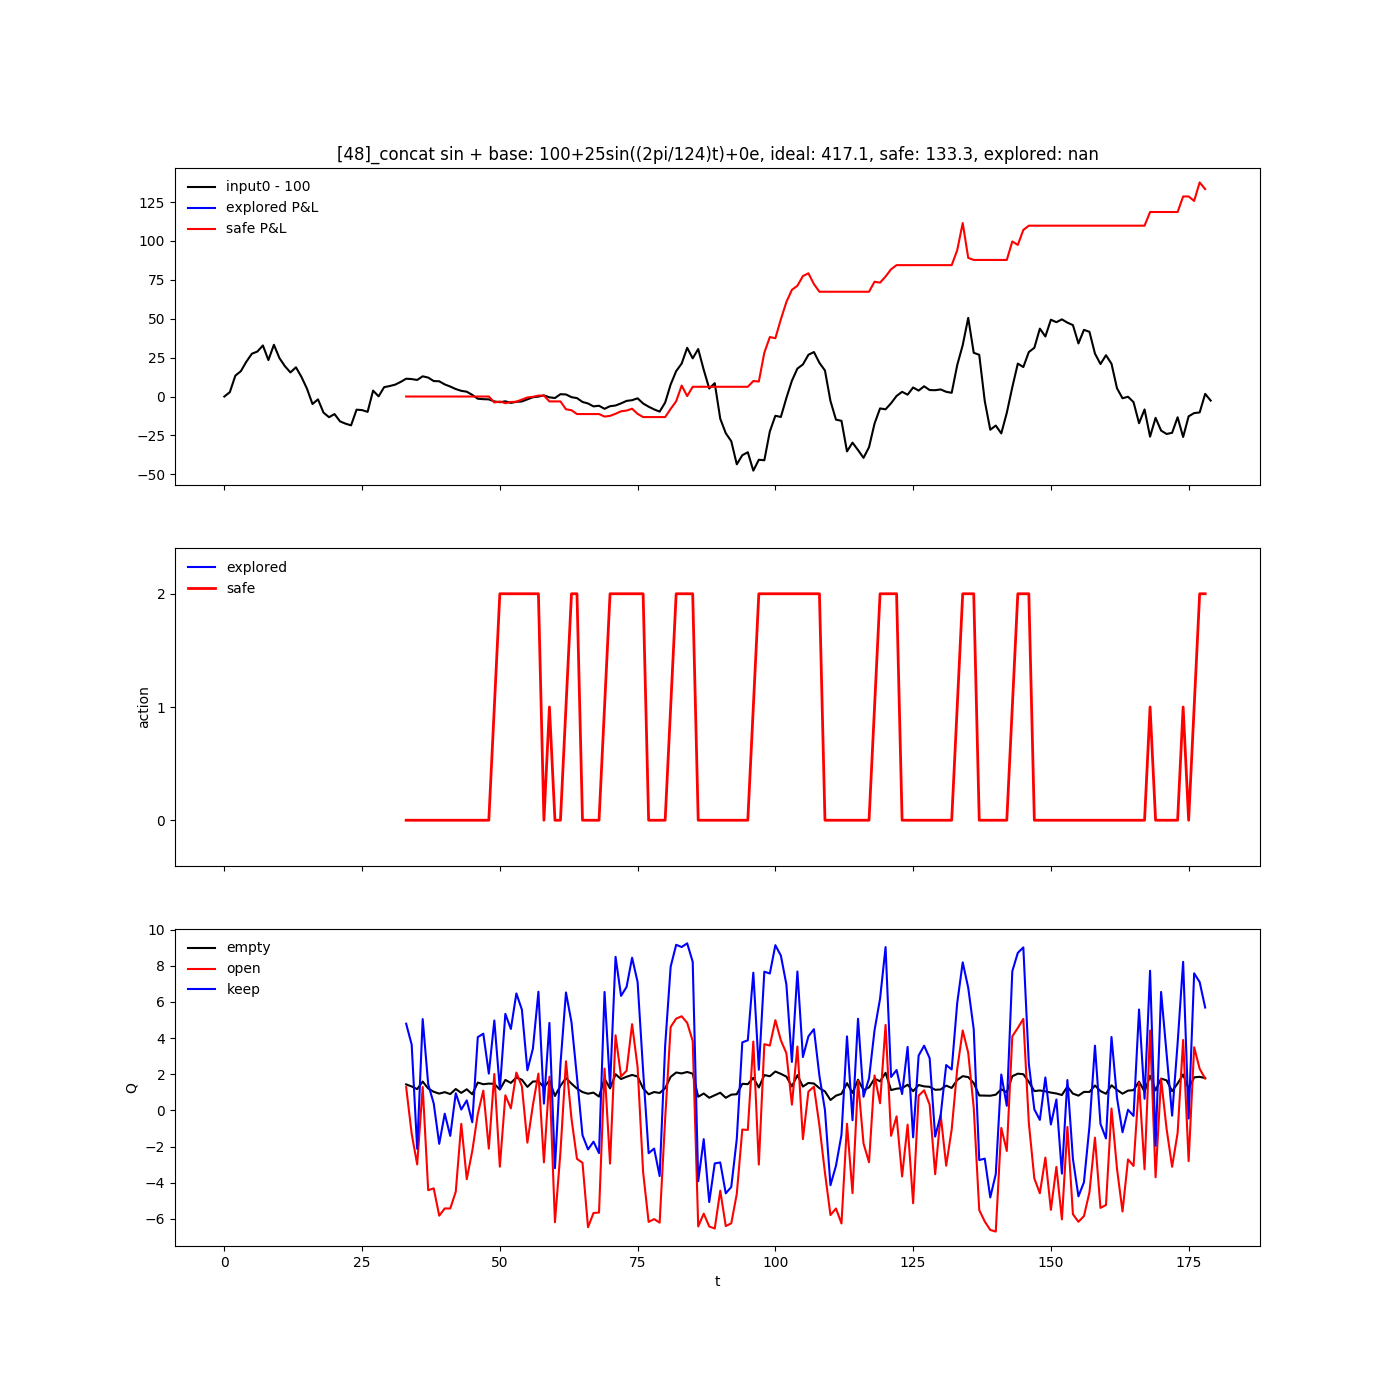 [48]_concat sin + base: 100+25sin((2pi/124)t)+0e, ideal: 417.1, safe: 133.3, explored: nan
input0 - 100
explored P&L
safe P&L
125
100
75
50
25
0
−25
−50
explored
safe
2
1
0
action
empty
open
keep
10
8
6
4
2
0
−2
−4
−6
Q
0 25 50 75 100 125 150 175
t